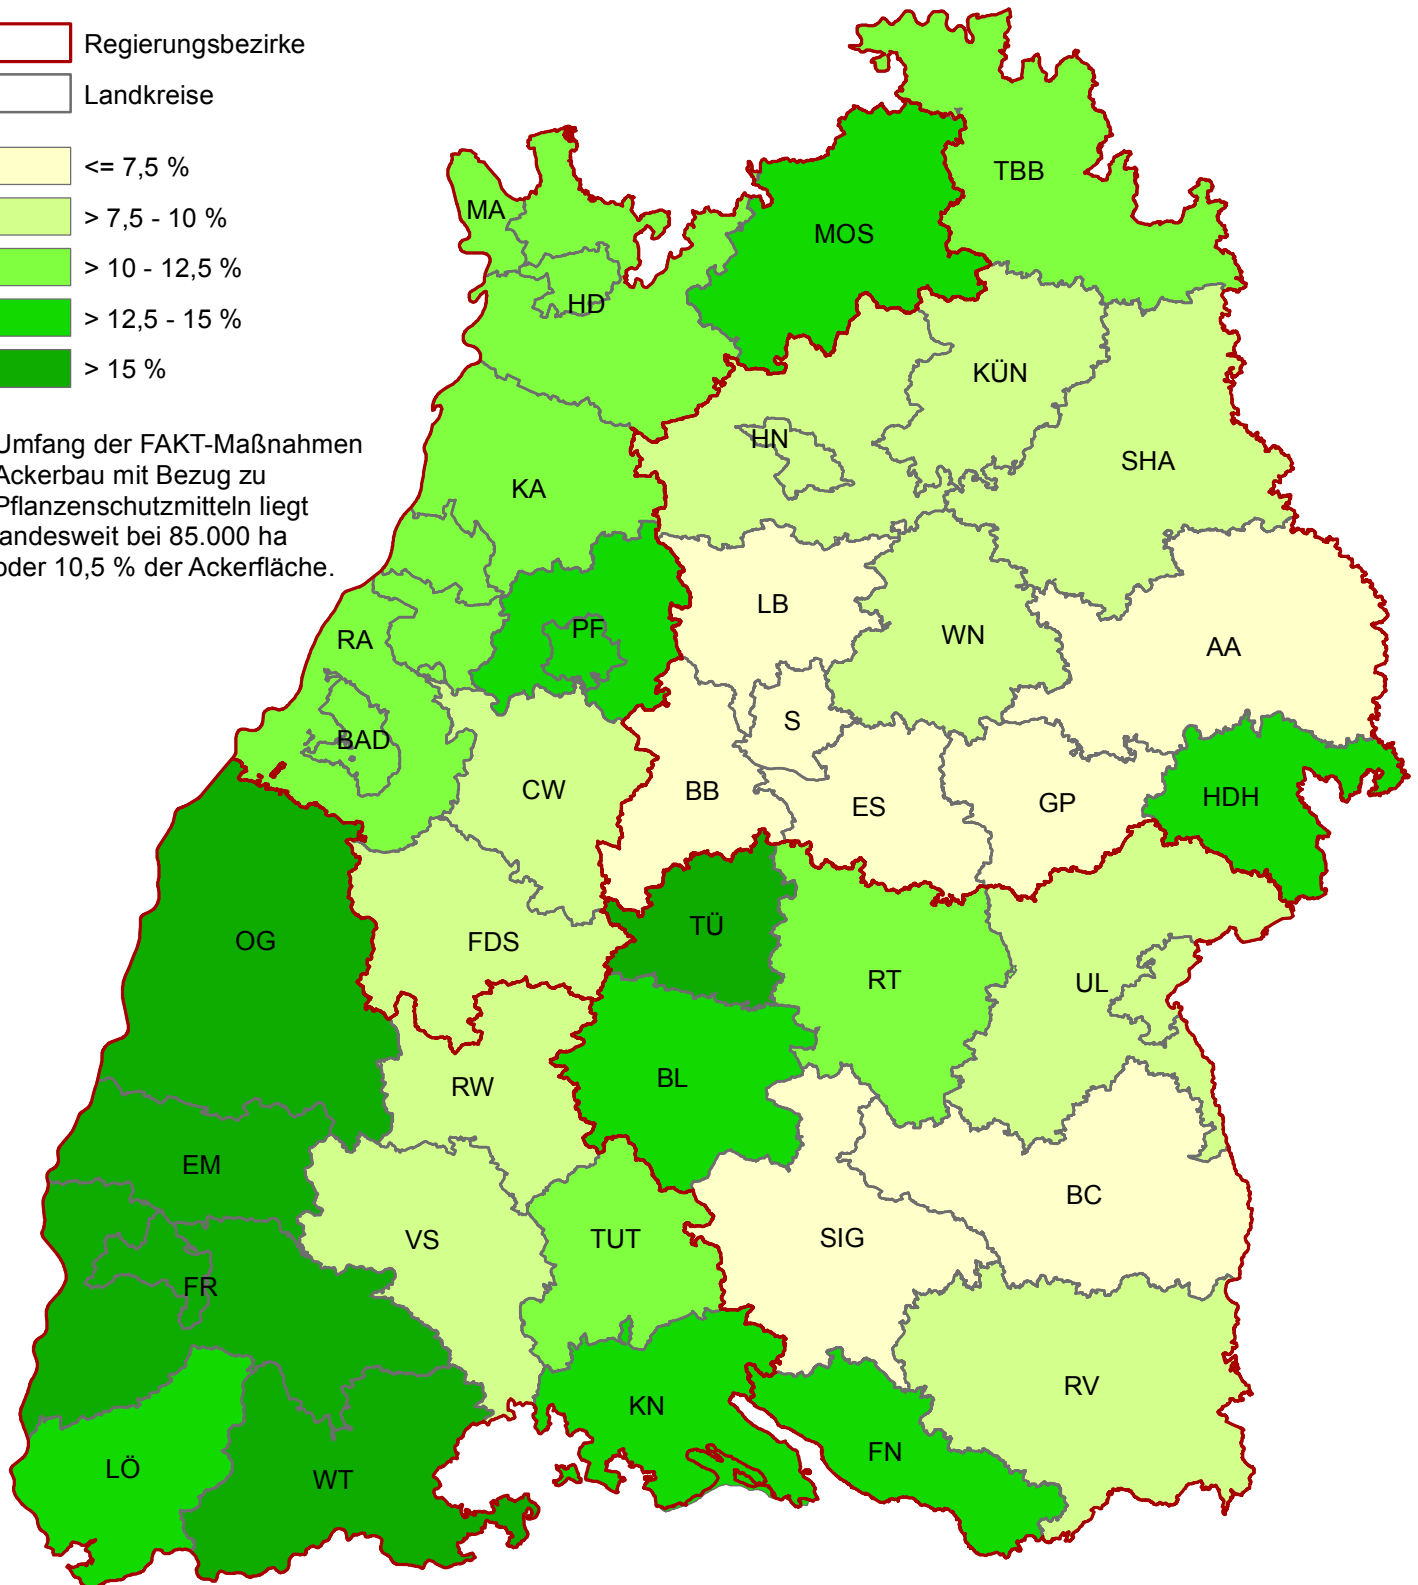 Regierungsbezirke
Landkreise
<= 7,5 %
> 7,5 - 10 %
> 10 - 12,5 %
> 12,5 - 15 %
> 15 %
Umfang der FAKT-Maßnahmen
Ackerbau mit Bezug zu
Pflanzenschutzmitteln liegt
landesweit bei 85.000 ha
oder 10,5 % der Ackerfläche.
TBB
MA
MOS
HD
KÜN
HN
SHA
KA
LB
PF
WN
RA
AA
S
BAD
CW
BB
ES
GP
HDH
TÜ
OG
FDS
RT
UL
BL
RW
EM
BC
VS
TUT
SIG
FR
RV
KN
FN
LÖ
WT